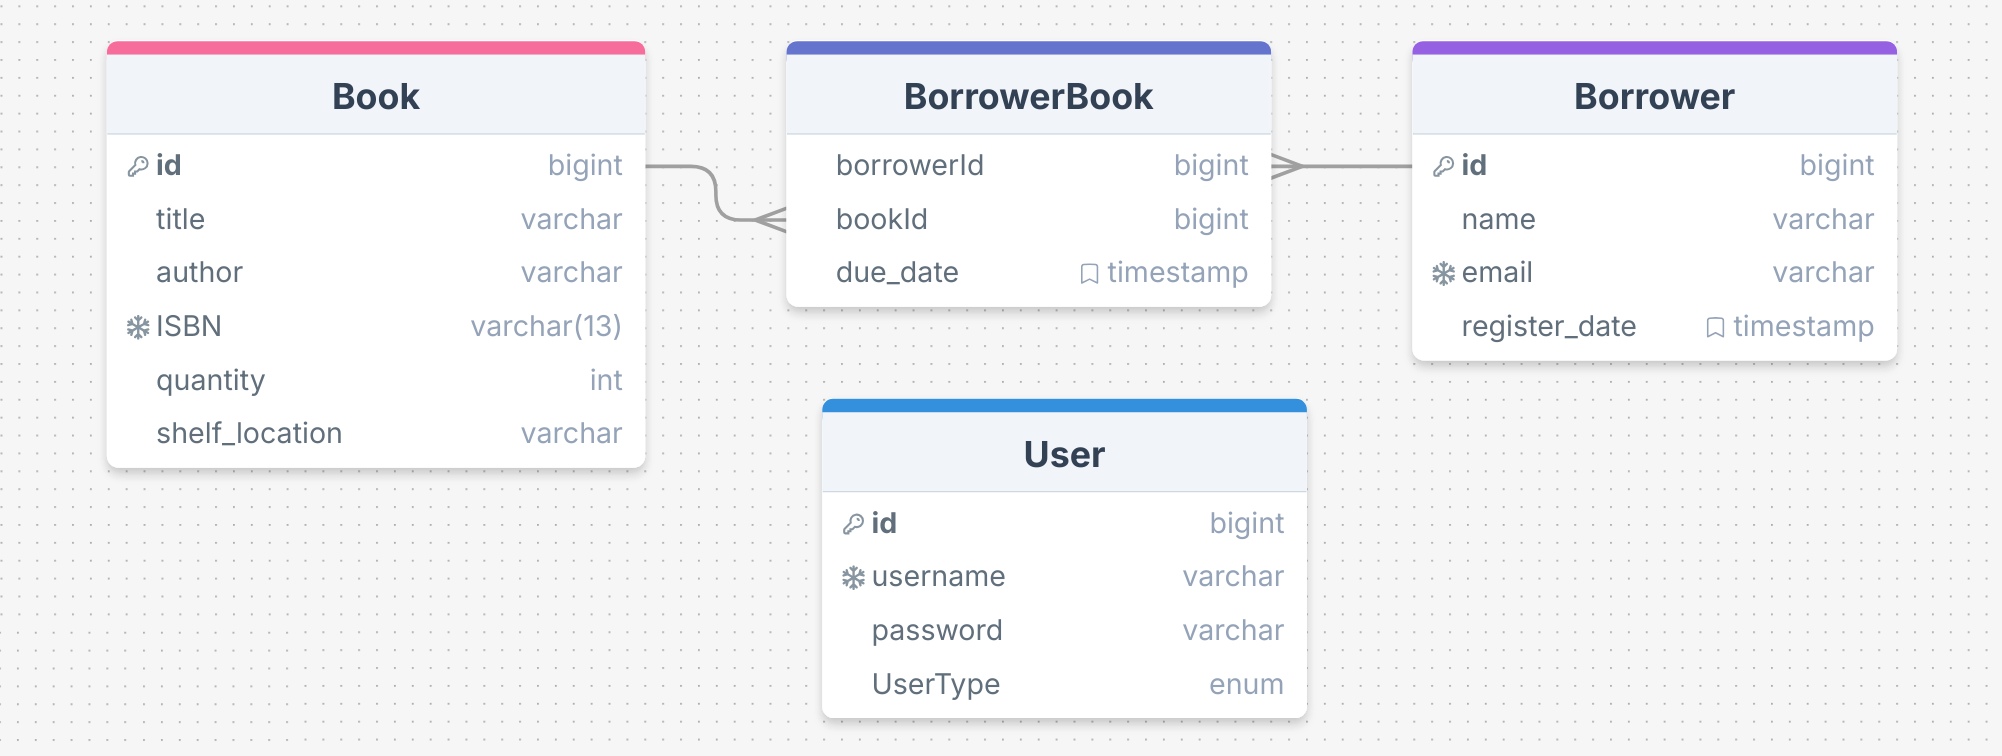 Book
id bigint
title varchar
author varchar
ISBN varchar(13)
quantity int
shelf_location varchar
BorrowerBook
borrowerId bigint
bookId bigint
due_date timestamp
Borrower
id bigint
name varchar
email varchar
register_date timestamp
User
id bigint
username varchar
password varchar
UserType enum